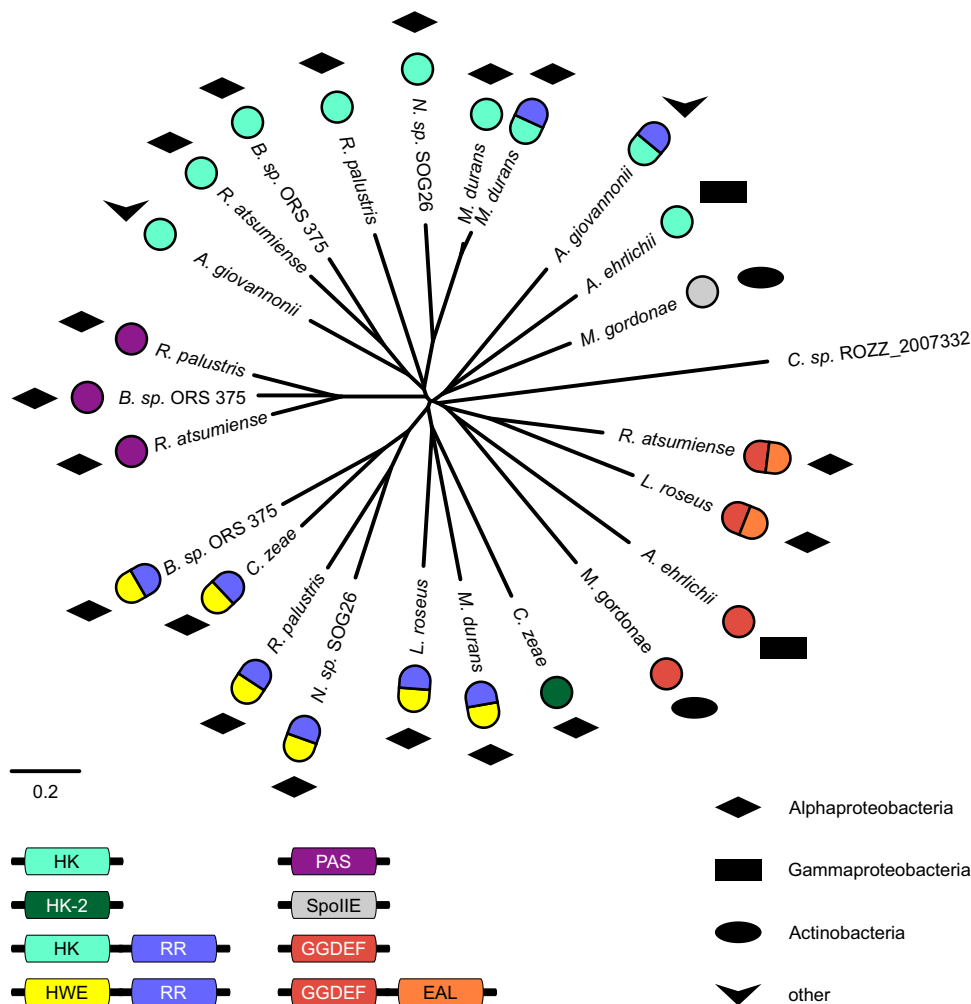 N. sp. SOG26
M. durans
M. durans
R. palustris
B. sp. ORS 375
R. atsumiense
A. giovannonii
A. giovannonii
A. ehrlichii
M. gordonae
C. sp. ROZZ_2007332
R. palustris
B. sp. ORS 375
R. atsumiense
R. atsumiense
L. roseus
A. ehrlichii
M. gordonae
B. sp. ORS 375
C. zeae
R. palustris
N. sp. SOG26
L. roseus
M. durans
C. zeae
0.2
HK
HK-2
HK RR
HWE RR
PAS
SpoIIE
GGDEF
GGDEF EAL
Alphaproteobacteria
Gammaproteobacteria
Actinobacteria
other